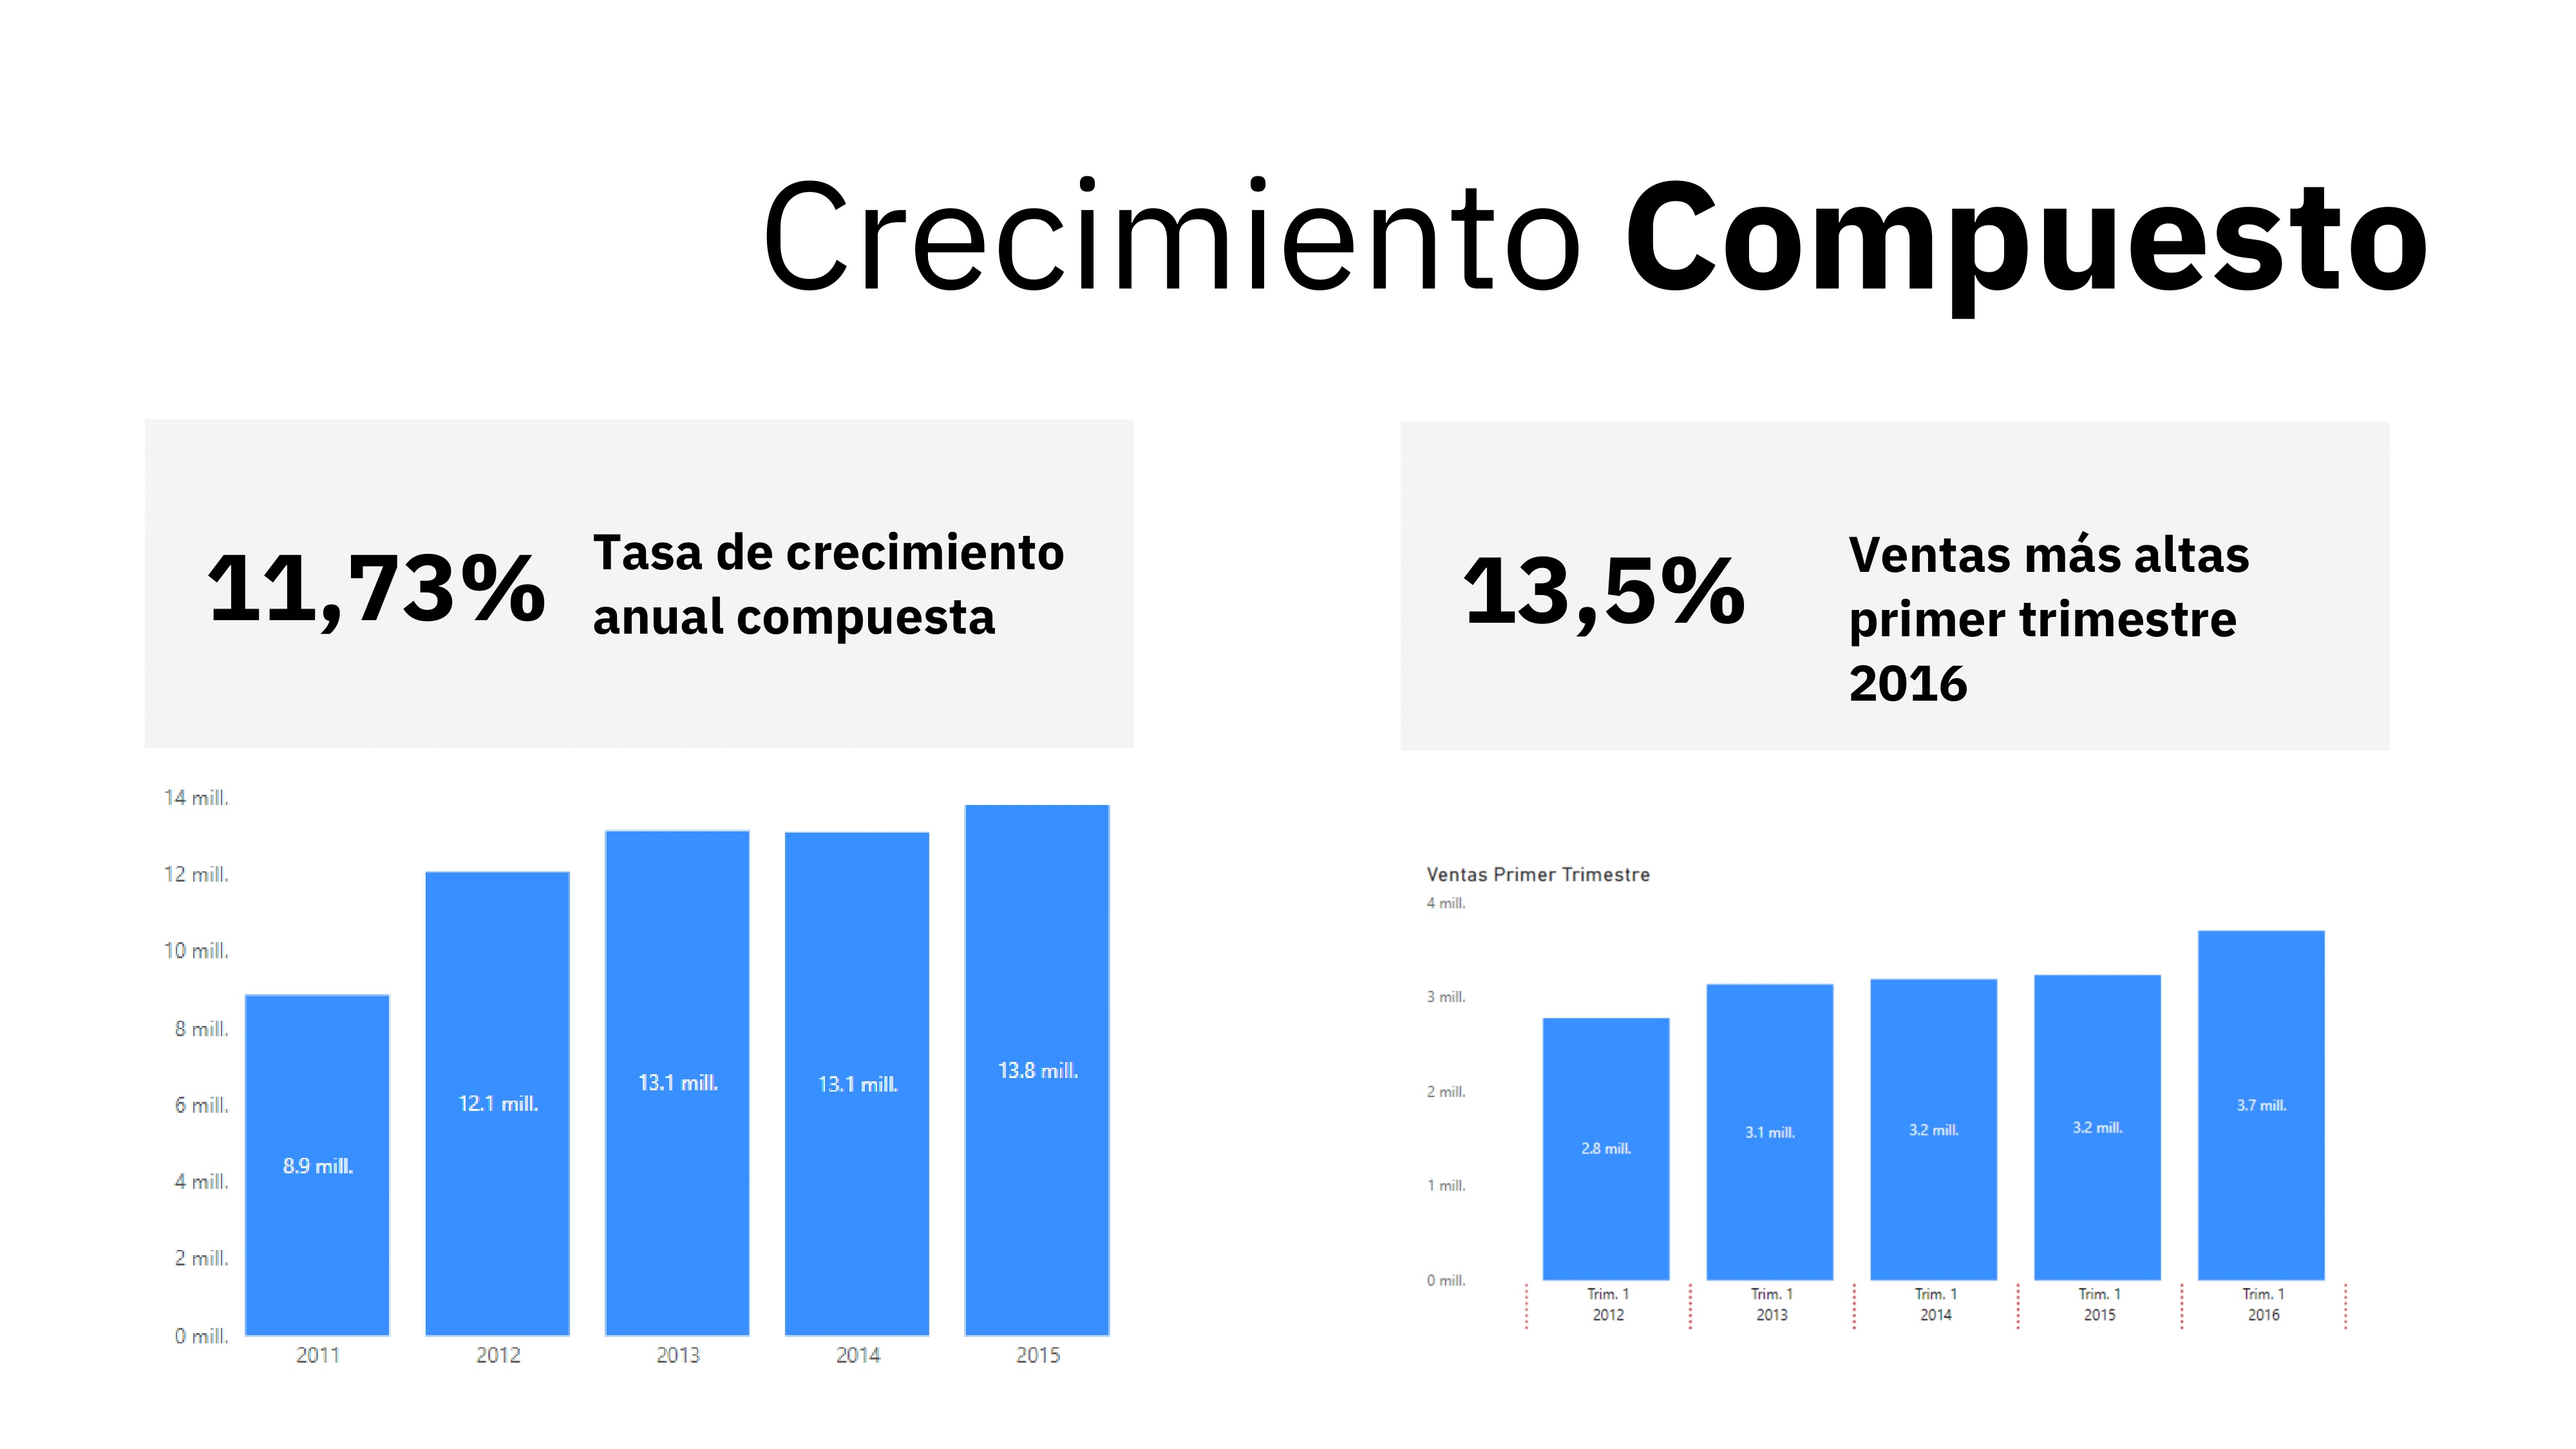 Crecimiento Compuesto
11,73%
Tasa de crecimiento
anual compuesta
13,5%
Ventas más altas
primer trimestre
2016
14 mill.
12 mill.
10 mill.
8 mill.
6 mill.
4 mill.
2 mill.
0 mill.
8.9 mill.
12.1 mill.
13.1 mill.
13.1 mill.
13.8 mill.
2011
2012
2013
2014
2015
Ventas Primer Trimestre
4 mill.
3 mill.
2 mill.
1 mill.
0 mill.
2.8 mill.
3.1 mill.
3.2 mill.
3.2 mill.
3.7 mill.
Trim. 1
2012
Trim. 1
2013
Trim. 1
2014
Trim. 1
2015
Trim. 1
2016